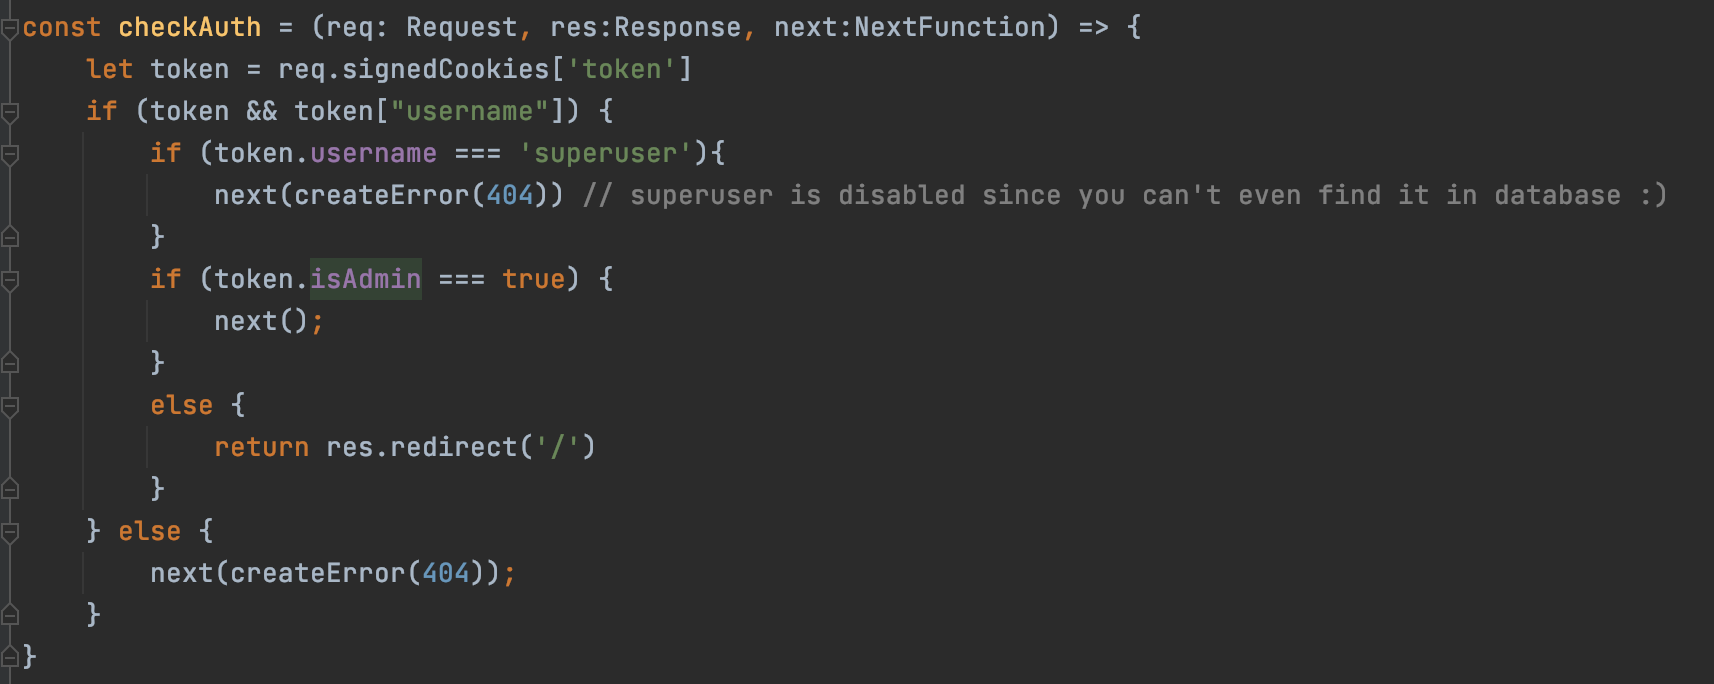 const checkAuth = (req: Request, res:Response, next:NextFunction) => {
    let token = req.signedCookies['token']
    if (token && token["username"]) {
        if (token.username === 'superuser'){
            next(createError(404)) // superuser is disabled since you can't even find it in database :)
        }
        if (token.isAdmin === true) {
            next();
        }
        else {
            return res.redirect('/')
        }
    } else {
        next(createError(404));
    }
}